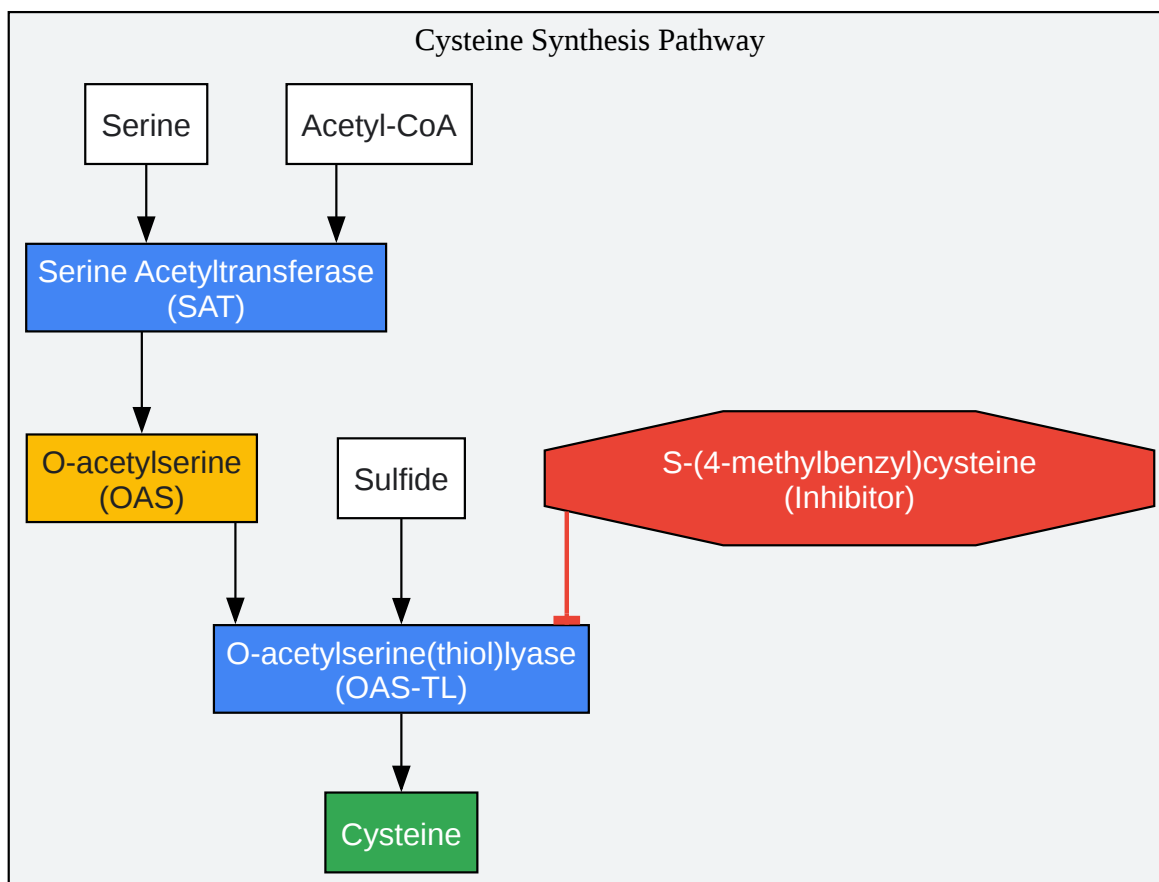 Cysteine Synthesis Pathway
Serine
Acetyl-CoA
Serine Acetyltransferase
(SAT)
O-acetylserine
(OAS)
Sulfide
S-(4-methylbenzyl)cysteine
(Inhibitor)
O-acetylserine(thiol)lyase
(OAS-TL)
Cysteine